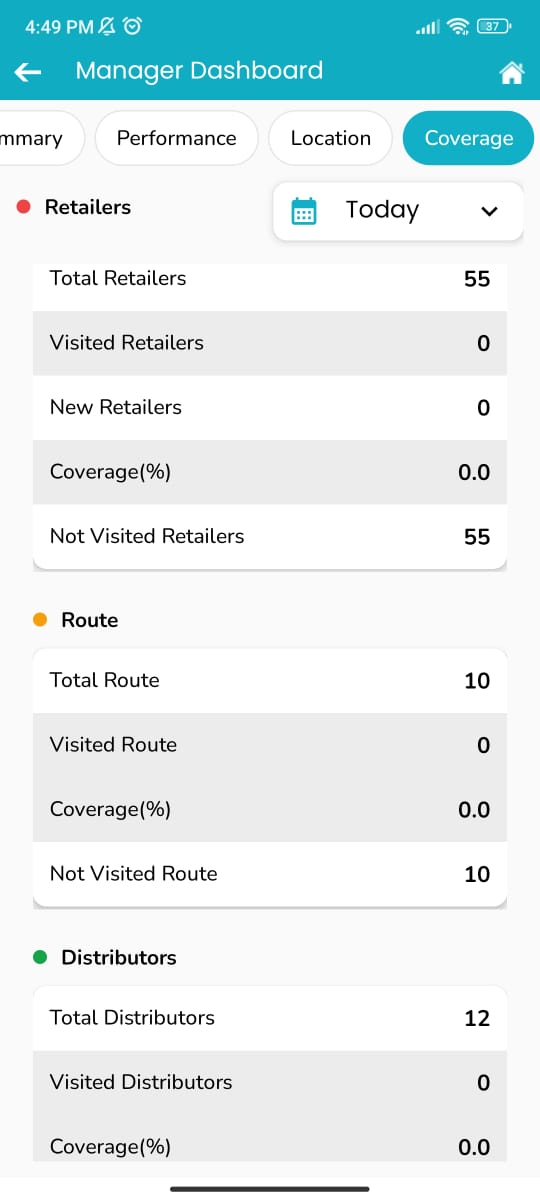 4:49 PM
37
Manager Dashboard
mmary
Performance
Location
Coverage
Retailers
Today
Total Retailers 55
Visited Retailers 0
New Retailers 0
Coverage(%) 0.0
Not Visited Retailers 55
Route
Total Route 10
Visited Route 0
Coverage(%) 0.0
Not Visited Route 10
Distributors
Total Distributors 12
Visited Distributors 0
Coverage(%) 0.0